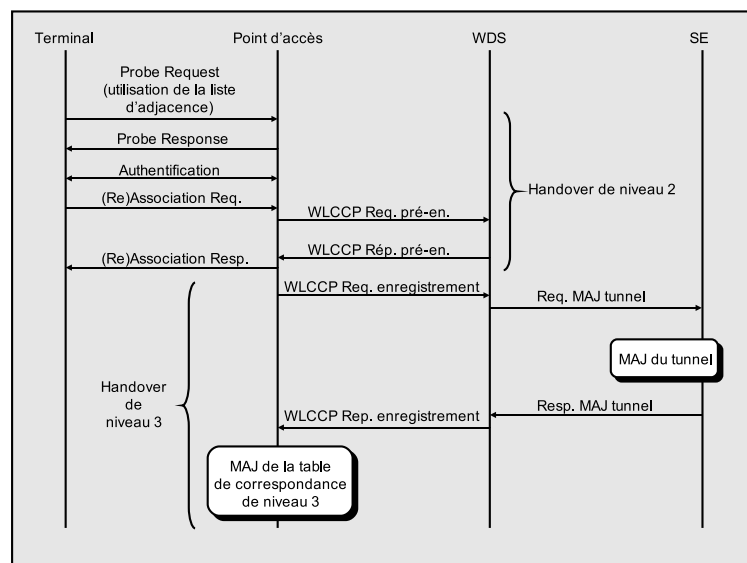 Terminal
Point d'accès
WDS
SE
Probe Request
(utilisation de la liste
d'adjacence)
Probe Response
Authentification
(Re)Association Req.
WLCCP Req. pré-en.
Handover de niveau 2
WLCCP Rép. pré-en.
(Re)Association Resp.
WLCCP Req. enregistrement
Req. MAJ tunnel
MAJ du tunnel
Handover
de
niveau 3
Resp. MAJ tunnel
WLCCP Rep. enregistrement
MAJ de la table
de correspondance
de niveau 3